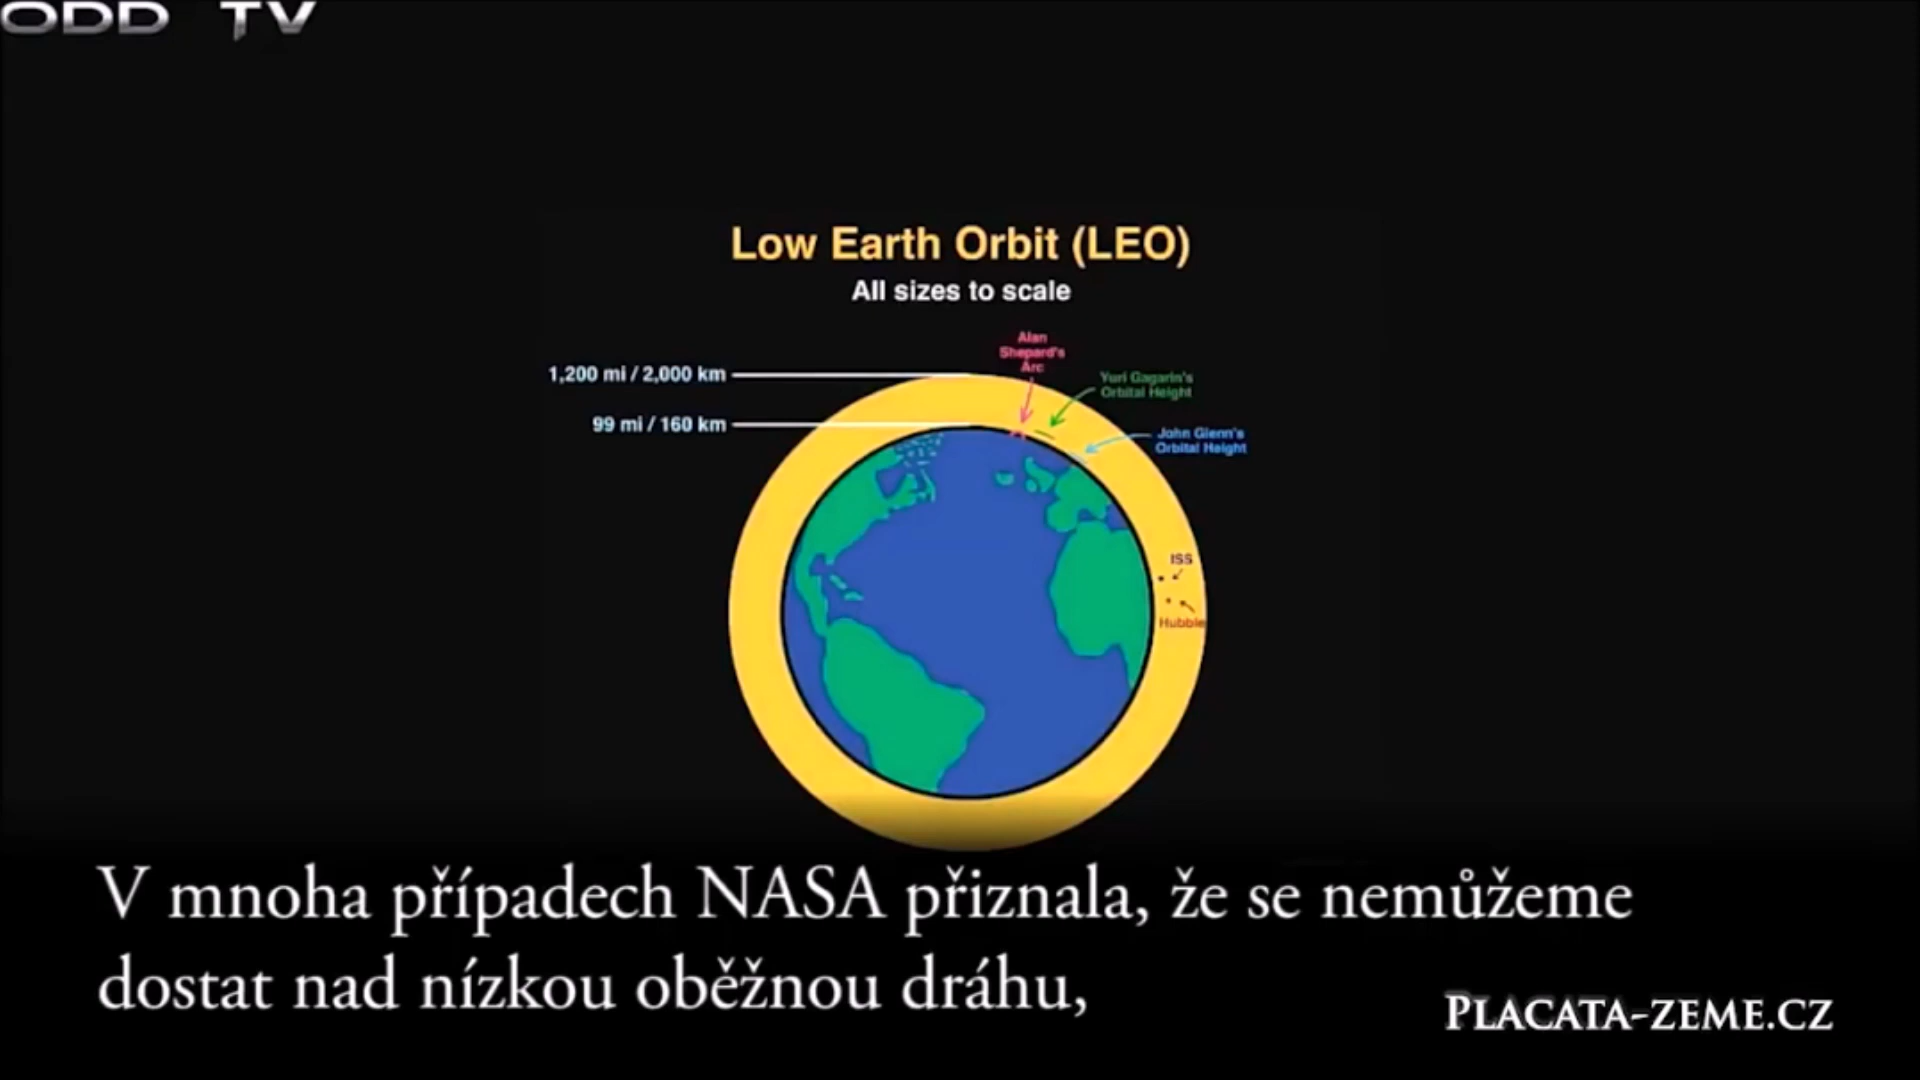 ODD TV
Low Earth Orbit (LEO)
All sizes to scale
Alan
Shepard's
Arc
1,200 mi / 2,000 km
Yuri Gagarin's
Orbital Height
99 mi / 160 km
John Glenn's
Orbital Height
ISS
Hubble
V mnoha případech NASA přiznala, že se nemůžeme
dostat nad nízkou oběžnou dráhu,
PLACATA-ZEME.CZ